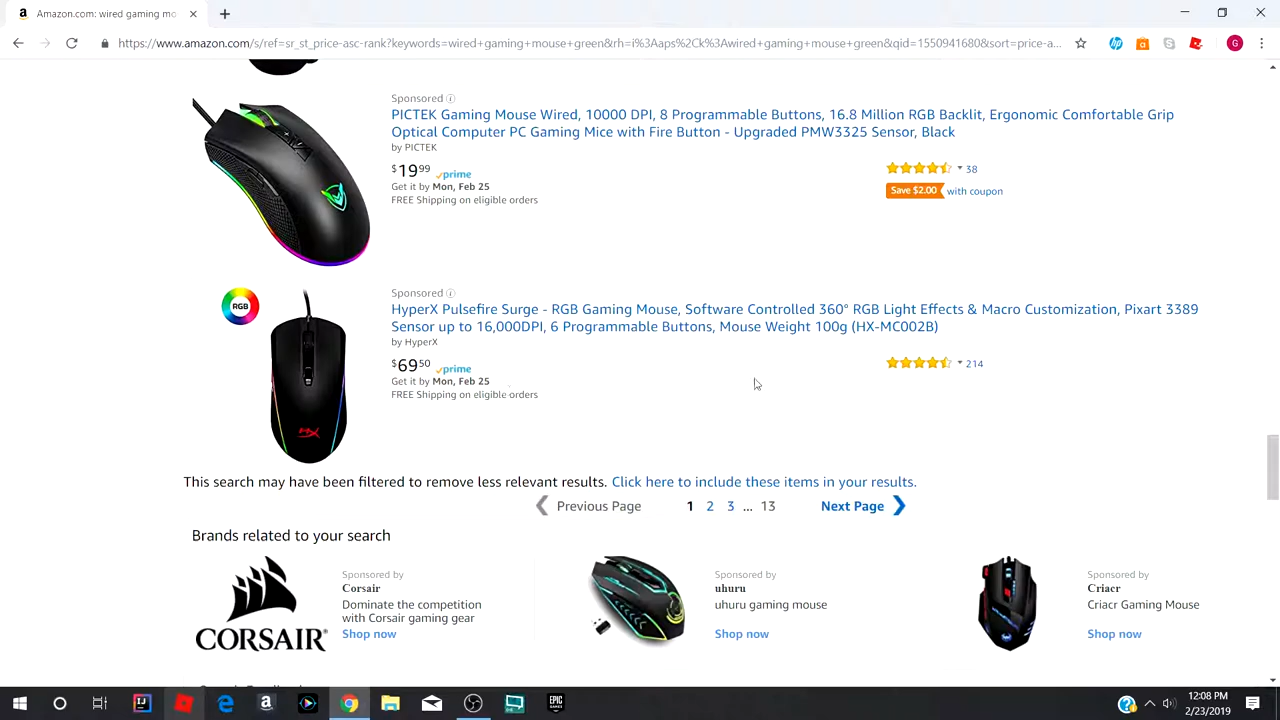 Amazon.com: wired gaming mo
https://www.amazon.com/s/ref=sr_st_price-asc-rank?keywords=wired+gaming+mouse+green&rh=i%3Aaps%2Ck%3Awired+gaming+mouse+green&qid=1550941680&sort=price-a...
G
Sponsored
PICTEK Gaming Mouse Wired, 10000 DPI, 8 Programmable Buttons, 16.8 Million RGB Backlit, Ergonomic Comfortable Grip
Optical Computer PC Gaming Mice with Fire Button - Upgraded PMW3325 Sensor, Black
by PICTEK
$19 99 prime
38
Get it by Mon, Feb 25
Save $2.00 with coupon
FREE Shipping on eligible orders
RGB
Sponsored
HyperX Pulsefire Surge - RGB Gaming Mouse, Software Controlled 360° RGB Light Effects & Macro Customization, Pixart 3389
Sensor up to 16,000DPI, 6 Programmable Buttons, Mouse Weight 100g (HX-MC002B)
by HyperX
$69 50 prime
214
Get it by Mon, Feb 25
FREE Shipping on eligible orders
HX
This search may have been filtered to remove less relevant results. Click here to include these items in your results.
Previous Page 1 2 3 ... 13 Next Page
Brands related to your search
CORSAIR
Sponsored by
Corsair
Dominate the competition
with Corsair gaming gear
Shop now
Sponsored by
uhuru
uhuru gaming mouse
Shop now
Sponsored by
Criacr
Criacr Gaming Mouse
Shop now
EPIC
GAMES
12:08 PM
2/23/2019